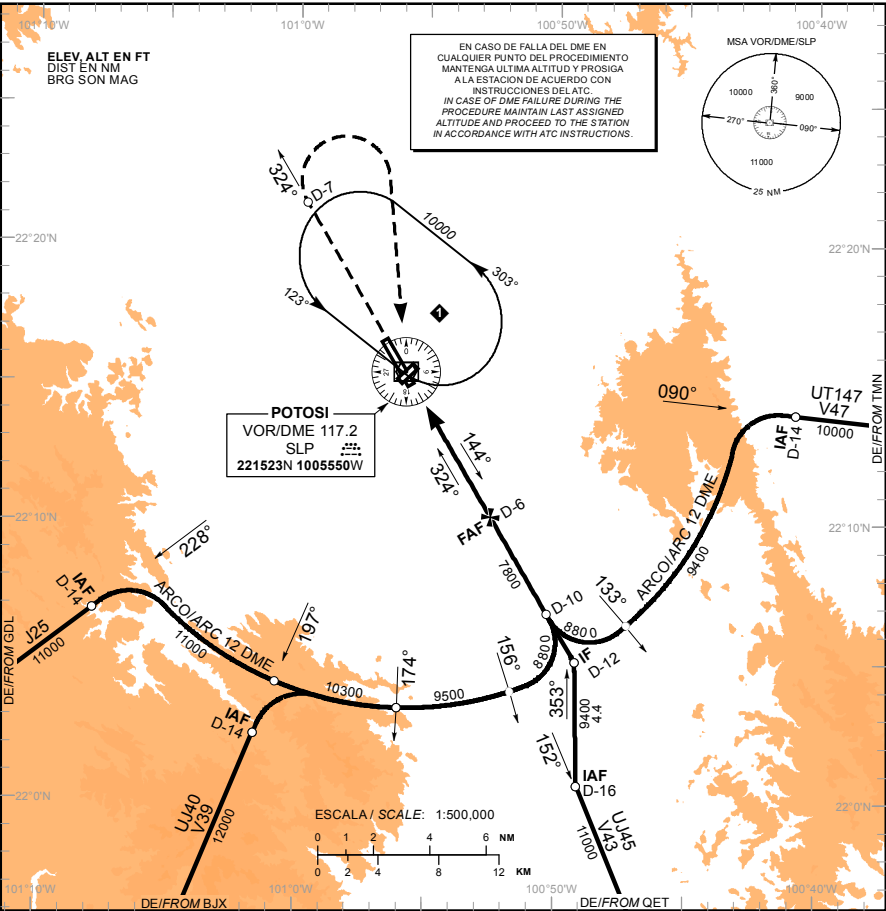 101°10'W
101°0'W
100°50'W
100°40'W
ELEV, ALT EN FT
DIST EN NM
BRG SON MAG
EN CASO DE FALLA DEL DME EN
CUALQUIER PUNTO DEL PROCEDIMIENTO
MANTENGA ULTIMA ALTITUD Y PROSIGA
A LA ESTACION DE ACUERDO CON
INSTRUCCIONES DEL ATC.
IN CASE OF DME FAILURE DURING THE
PROCEDURE MAINTAIN LAST ASSIGNED
ALTITUDE AND PROCEED TO THE STATION
IN ACCORDANCE WITH ATC INSTRUCTIONS.
MSA VOR/DME/SLP
10000
360°
9000
270°
090°
11000
25 NM
324°
D-7
10000
22°20'N
22°20'N
303°
123°
1
0
27
9
18
POTOSI
VOR/DME 117.2
SLP
221523N 1005550W
090°
UT147
V47
10000
IAF
D-14
DE/FROM TMN
144°
324°
D-6
FAF
22°10'N
22°10'N
228°
7800
ARCO/ARC 12 DME
9400
133°
D-10
8800
IAF
D-14
J25
11000
DE/FROM GDL
ARCO/ARC 12 DME
11000
197°
174°
156°
8800
IF
D-12
10300
9500
353°
9400
4.4
IAF
D-14
152°
IAF
D-16
22°0'N
22°0'N
UJ40
V39
12000
UJ45
V43
11000
ESCALA / SCALE: 1:500,000
0 1 2 4 6 NM
0 2 4 8 12 KM
101°10'W
101°0'W
100°50'W
100°40'W
DE/FROM BJX
DE/FROM QET